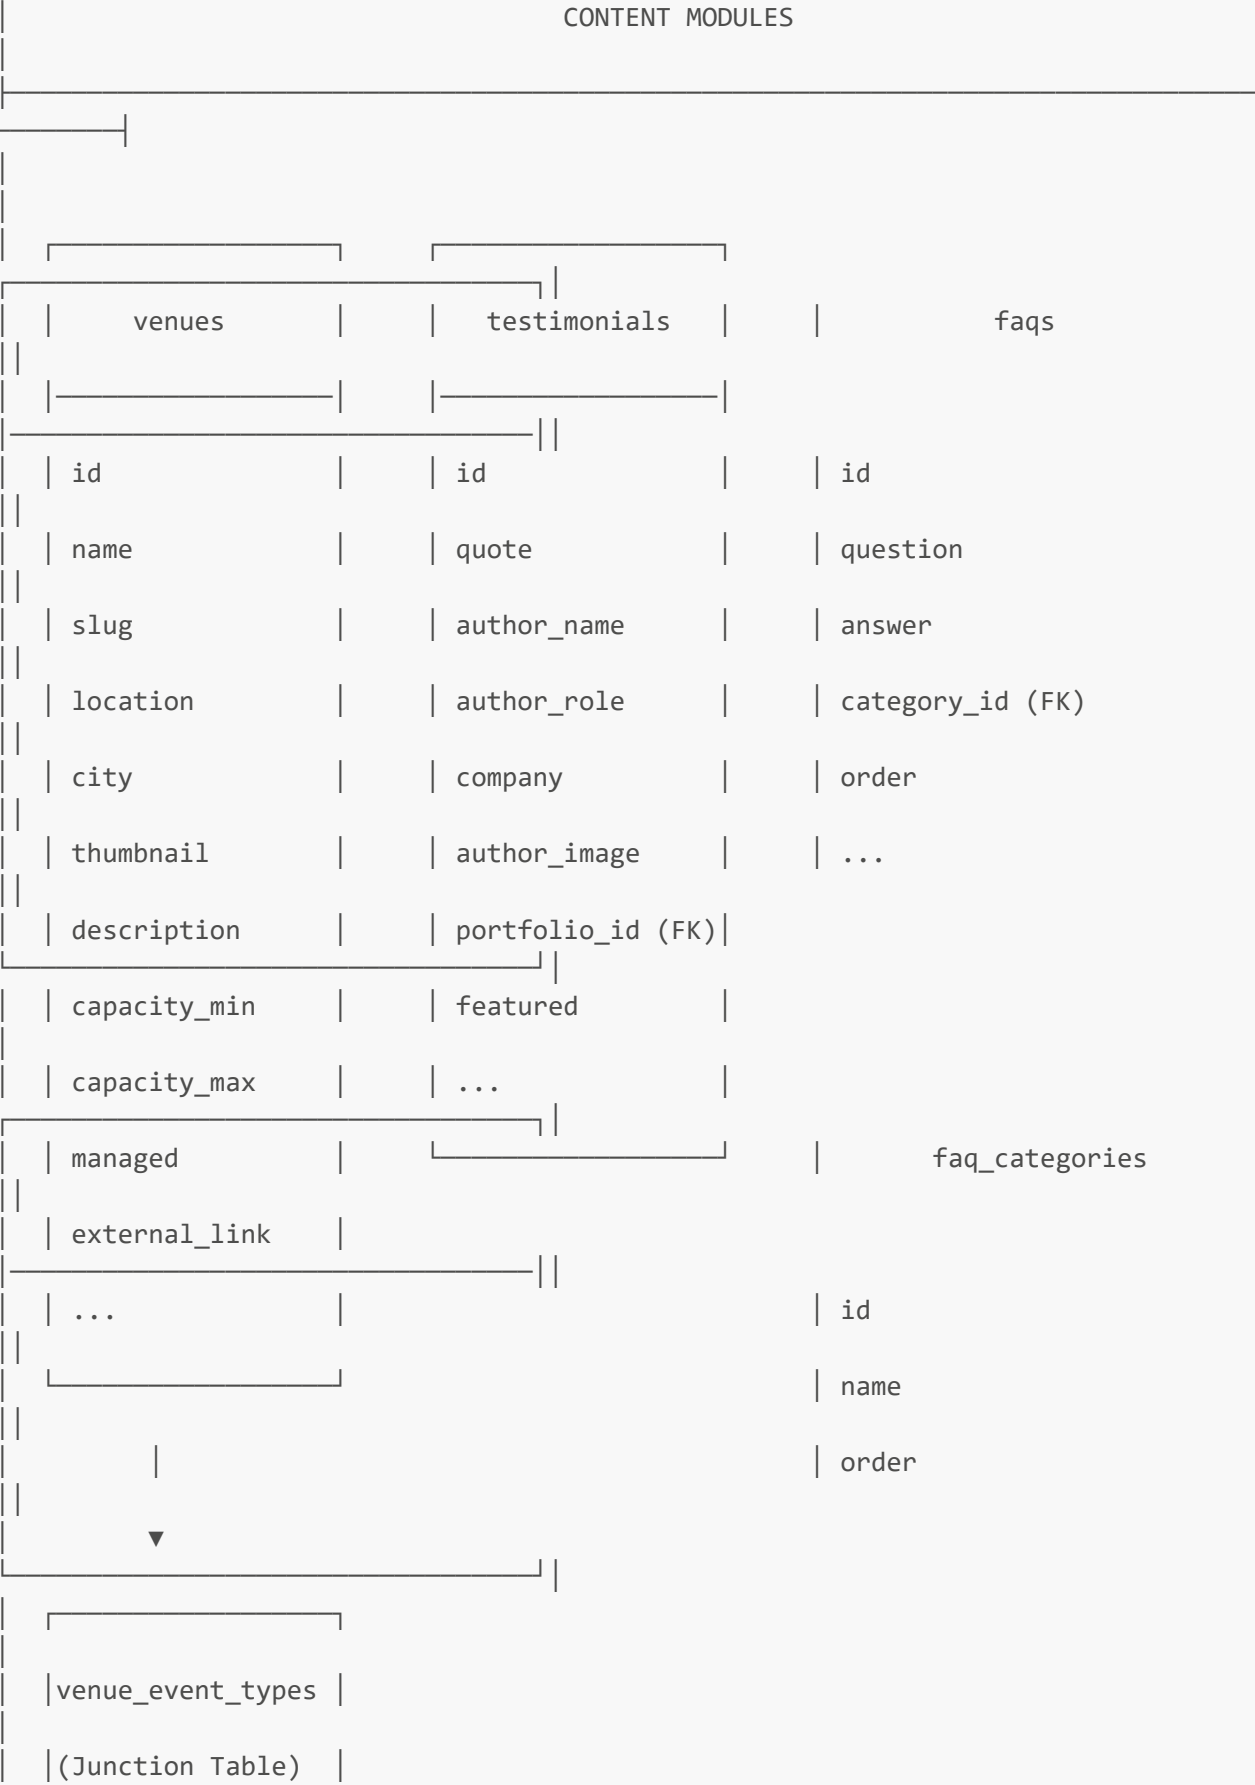 CONTENT MODULES
venues testimonials faqs
id id id
name quote question
slug author_name answer
location author_role category_id (FK)
city company order
thumbnail author_image ...
description portfolio_id (FK)
capacity_min featured
capacity_max ...
managed faq_categories
external_link
... id
name
order
venue_event_types
(Junction Table)